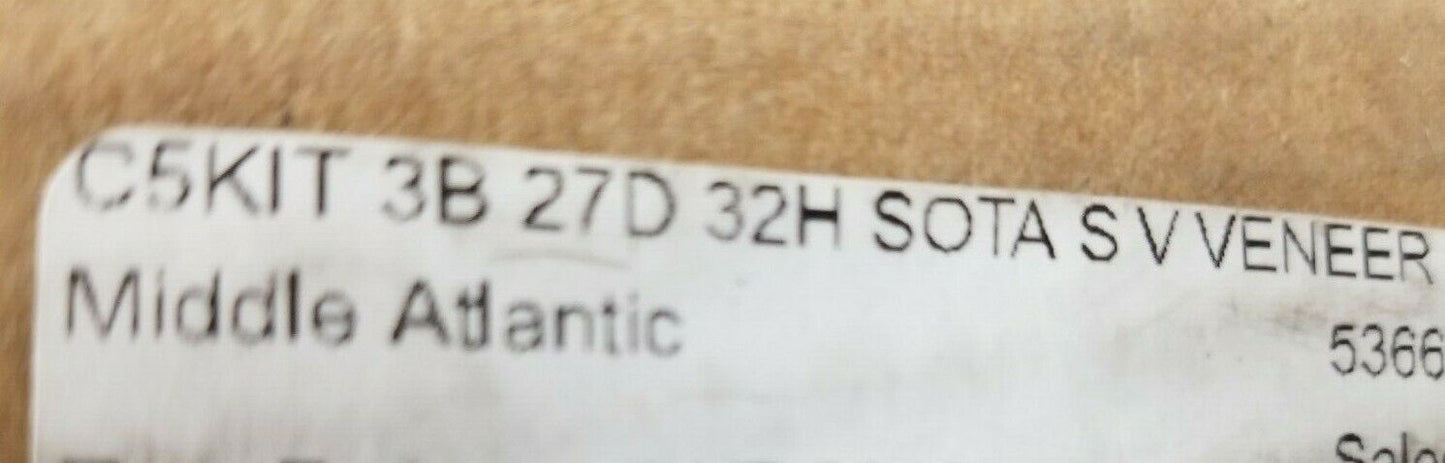 C5KIT 3B 27D 32H SOTA S V VENEER
Middle Atlantic
5366